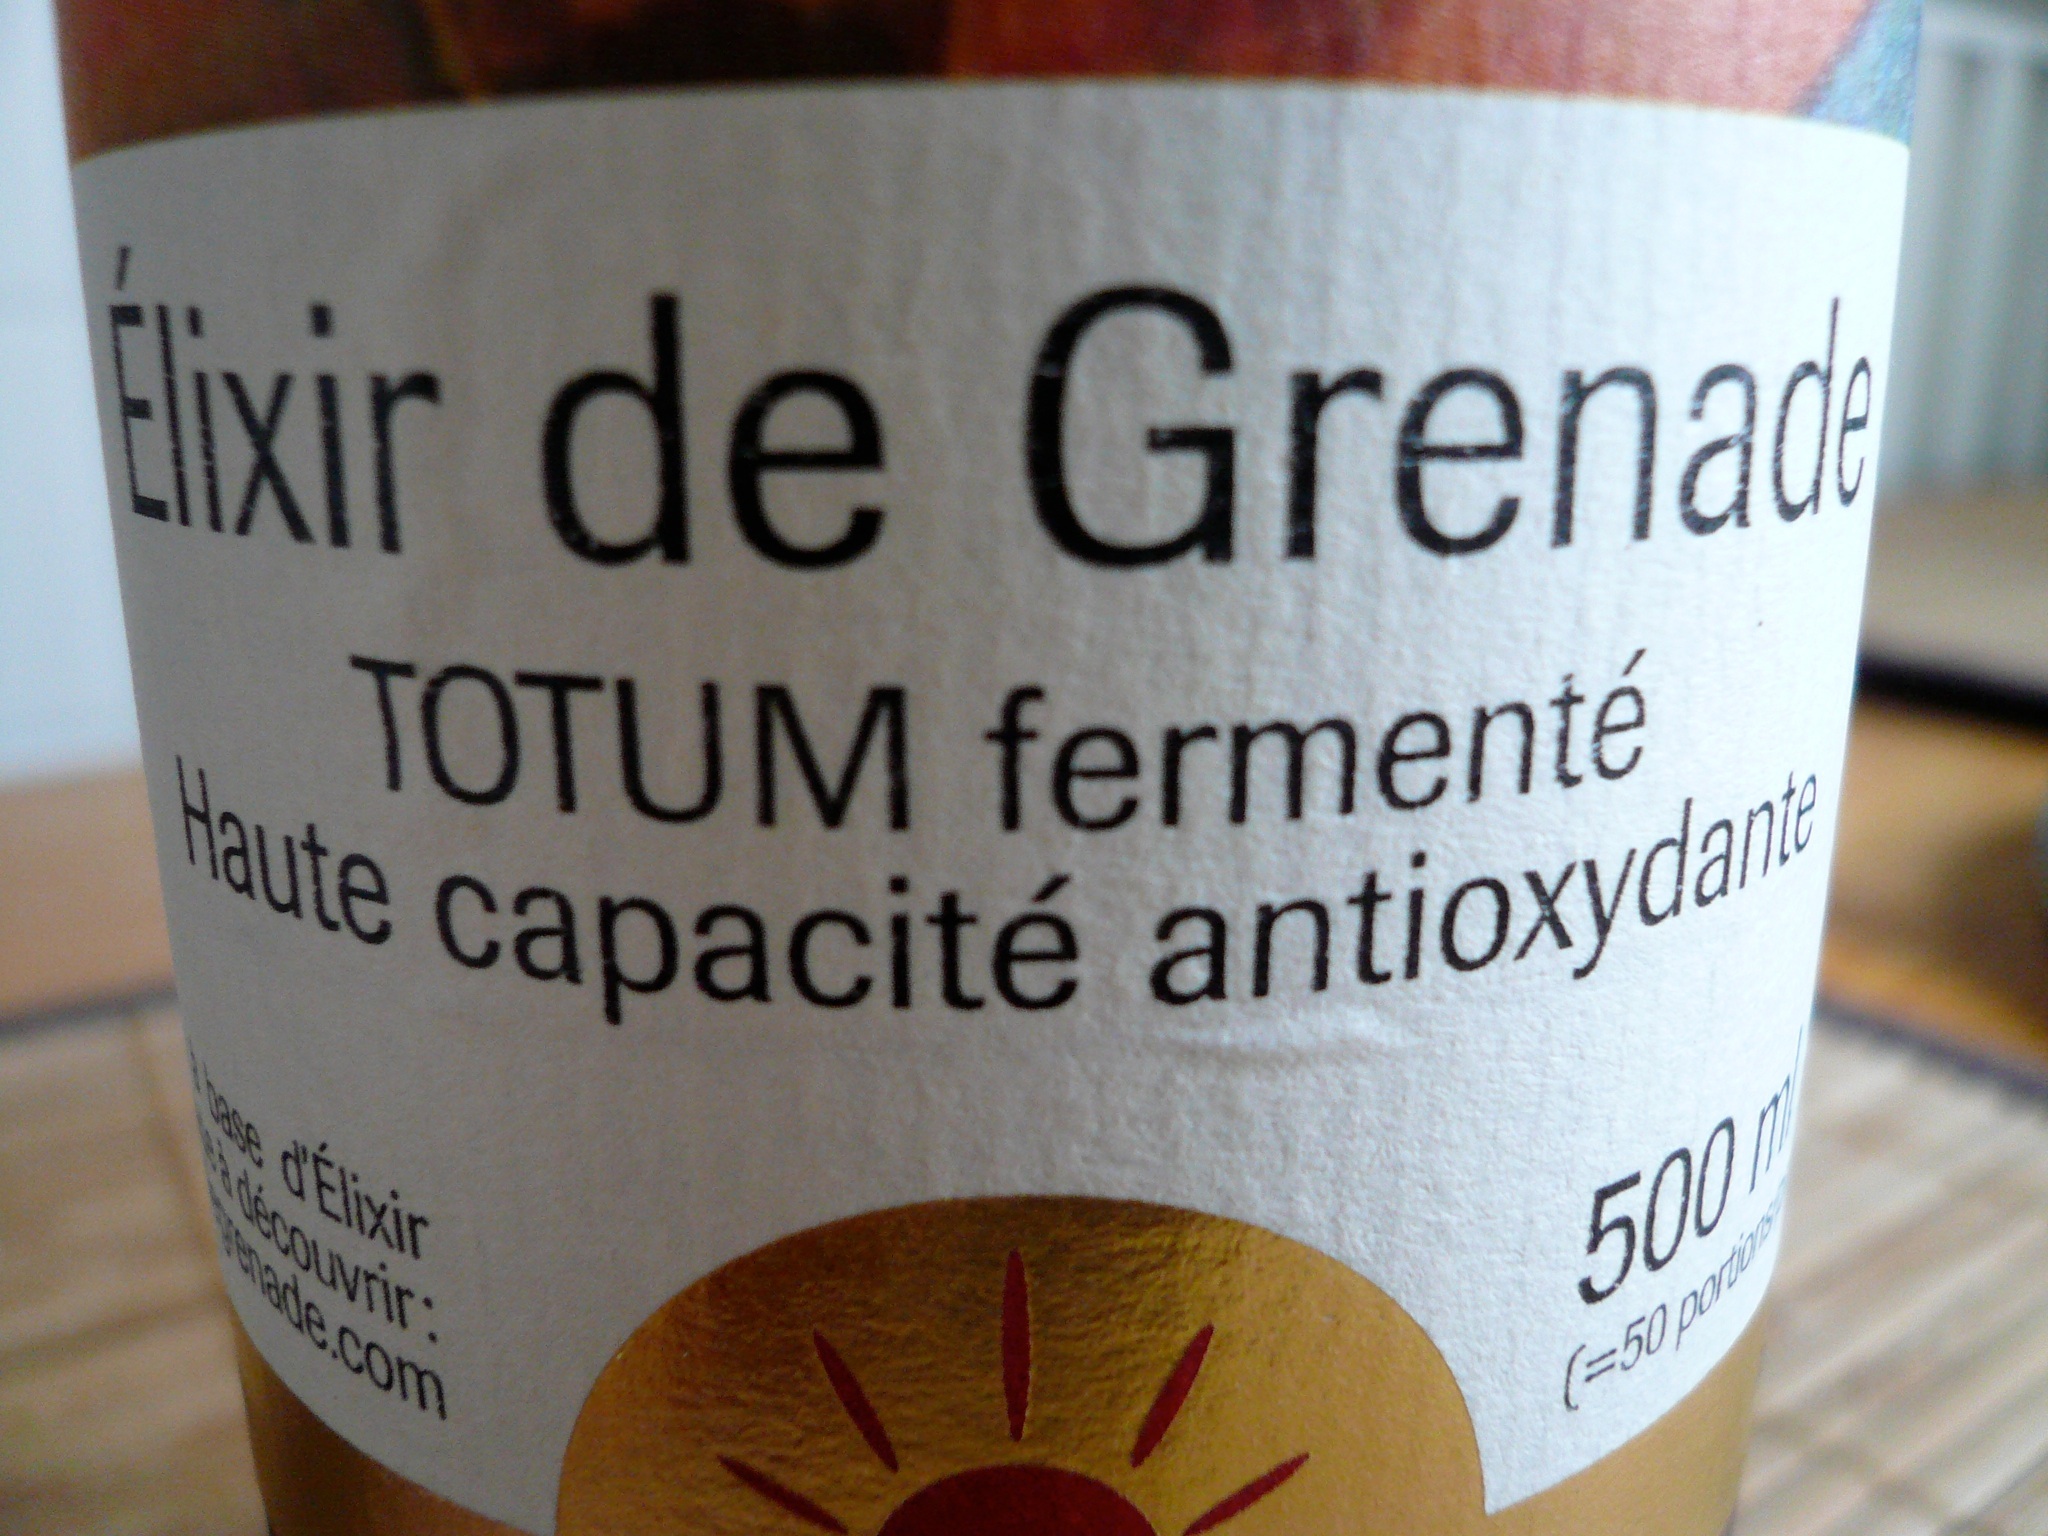 Élixir de Grenade
TOTUM fermenté
Haute capacité antioxydante
base d'Élixir
à découvrir :
grenade.com
500 ml
(=50 portions